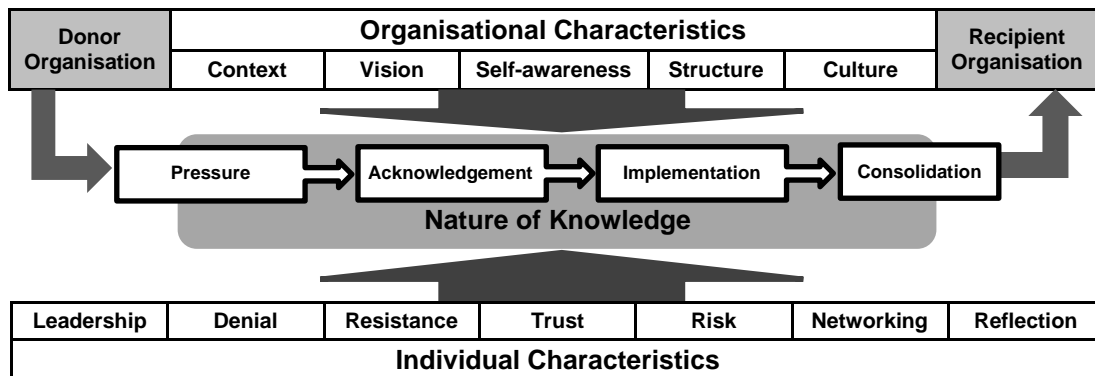 Donor
Organisation
Organisational Characteristics
Recipient
Organisation
Context Vision Self-awareness Structure Culture
Pressure Acknowledgement Implementation Consolidation
Nature of Knowledge
Leadership Denial Resistance Trust Risk Networking Reflection
Individual Characteristics